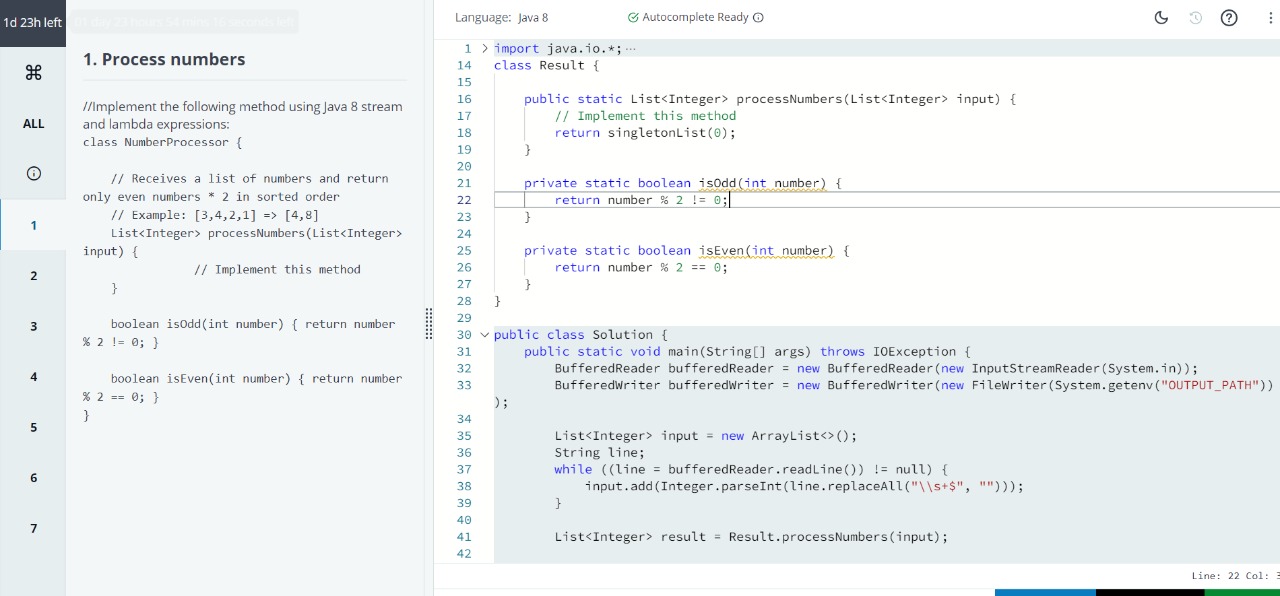 1d 23h left
01 day 23 hours 54 mins 56 seconds left
ALL
1
2
3
4
5
6
7
1. Process numbers
//Implement the following method using Java 8 stream
and lambda expressions:
class NumberProcessor {
// Receives a list of numbers and return
only even numbers * 2 in sorted order
// Example: [3,4,2,1] => [4,8]
List<Integer> processNumbers(List<Integer>
input) {
// Implement this method
}
boolean isOdd(int number) { return number
% 2 != 0; }
boolean isEven(int number) { return number
% 2 == 0; }
}
Language: Java 8
Autocomplete Ready
1 import java.io.*; ···
14 class Result {
15
16 public static List<Integer> processNumbers(List<Integer> input) {
17 // Implement this method
18 return singletonList(0);
19 }
20
21 private static boolean isOdd(int number) {
22 return number % 2 != 0;
23 }
24
25 private static boolean isEven(int number) {
26 return number % 2 == 0;
27 }
28 }
29
30 public class Solution {
31 public static void main(String[] args) throws IOException {
32 BufferedReader bufferedReader = new BufferedReader(new InputStreamReader(System.in));
33 BufferedWriter bufferedWriter = new BufferedWriter(new FileWriter(System.getenv("OUTPUT_PATH"))
);
34
35 List<Integer> input = new ArrayList<>();
36 String line;
37 while ((line = bufferedReader.readLine()) != null) {
38 input.add(Integer.parseInt(line.replaceAll("\\s+$", "")));
39 }
40
41 List<Integer> result = Result.processNumbers(input);
42
Line: 22 Col: